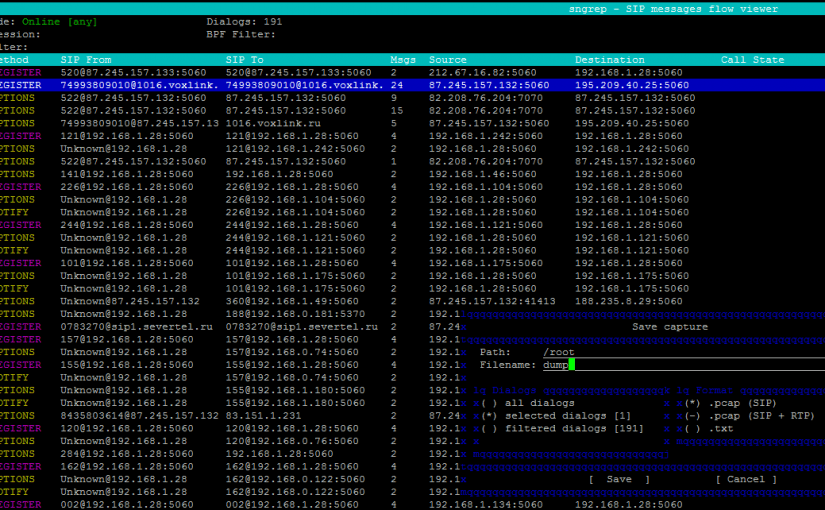 sngrep - SIP messages flow viewer
de: Online [any] Dialogs: 191
ession: BPF Filter:
lter:
ethod SIP From SIP To Msgs Source Destination Call State
EGISTER 520@87.245.157.133:5060 520@87.245.157.133:5060 2 212.67.16.82:5060 192.168.1.28:5060
EGISTER 74993809010@1016.voxlink. 74993809010@1016.voxlink. 24 87.245.157.132:5060 195.209.40.25:5060
PTIONS 522@87.245.157.132:5060 87.245.157.132:5060 9 82.208.76.204:7070 87.245.157.132:5060
PTIONS 522@87.245.157.132:5060 87.245.157.132:5060 15 82.208.76.204:7070 87.245.157.132:5060
PTIONS 74993809010@87.245.157.13 1016.voxlink.ru 5 87.245.157.132:5060 195.209.40.25:5060
EGISTER 121@192.168.1.28:5060 121@192.168.1.28:5060 4 192.168.1.242:5060 192.168.1.28:5060
PTIONS Unknown@192.168.1.28 121@192.168.1.242:5060 2 192.168.1.28:5060 192.168.1.242:5060
PTIONS 522@87.245.157.132:5060 87.245.157.132:5060 1 82.208.76.204:7070 87.245.157.132:5060
PTIONS 141@192.168.1.28:5060 192.168.1.28:5060 2 192.168.1.46:5060 192.168.1.28:5060
EGISTER 226@192.168.1.28:5060 226@192.168.1.28:5060 4 192.168.1.104:5060 192.168.1.28:5060
PTIONS Unknown@192.168.1.28 226@192.168.1.104:5060 2 192.168.1.28:5060 192.168.1.104:5060
OTIFY Unknown@192.168.1.28 226@192.168.1.104:5060 2 192.168.1.28:5060 192.168.1.104:5060
EGISTER 244@192.168.1.28:5060 244@192.168.1.28:5060 4 192.168.1.121:5060 192.168.1.28:5060
PTIONS Unknown@192.168.1.28 244@192.168.1.121:5060 2 192.168.1.28:5060 192.168.1.121:5060
OTIFY Unknown@192.168.1.28 244@192.168.1.121:5060 2 192.168.1.28:5060 192.168.1.121:5060
EGISTER 101@192.168.1.28:5060 101@192.168.1.28:5060 4 192.168.1.175:5060 192.168.1.28:5060
PTIONS Unknown@192.168.1.28 101@192.168.1.175:5060 2 192.168.1.28:5060 192.168.1.175:5060
OTIFY Unknown@192.168.1.28 101@192.168.1.175:5060 2 192.168.1.28:5060 192.168.1.175:5060
PTIONS Unknown@87.245.157.132 360@192.168.1.49:5060 2 87.245.157.132:41413 188.235.8.29:5060
PTIONS Unknown@192.168.1.28 188@192.168.0.181:5370 2 192.1
EGISTER 0783270@sip1.severtel.ru 0783270@sip1.severtel.ru 2 87.24 x Save capture
EGISTER 157@192.168.1.28:5060 157@192.168.1.28:5060 4 192.1
PTIONS Unknown@192.168.1.28 157@192.168.0.74:5060 2 192.1x Path: /root
EGISTER 155@192.168.1.28:5060 155@192.168.1.28:5060 4 192.1x Filename: dump
OTIFY Unknown@192.168.1.28 157@192.168.0.74:5060 2 192.1x
PTIONS Unknown@192.168.1.28 155@192.168.1.180:5060 2 192.1x lq Dialogs lq Format
OTIFY Unknown@192.168.1.28 155@192.168.1.180:5060 2 192.1x x( ) all dialogs x x(*) .pcap (SIP)
PTIONS 8435803614@87.245.157.132 83.151.1.231 2 87.24x x(*) selected dialogs [1] x x(-) .pcap (SIP + RTP)
EGISTER 120@192.168.1.28:5060 120@192.168.1.28:5060 4 192.1x x( ) filtered dialogs [191] x x( ) .txt
PTIONS Unknown@192.168.1.28 120@192.168.0.76:5060 2 192.1x x x
PTIONS 284@192.168.1.28:5060 192.168.1.28:5060 2 192.1x
EGISTER 162@192.168.1.28:5060 162@192.168.1.28:5060 4 192.1
PTIONS Unknown@192.168.1.28 162@192.168.0.122:5060 2 192.1x [ Save ] [ Cancel ]
OTIFY Unknown@192.168.1.28 162@192.168.0.122:5060 2 192.1
EGISTER 002@192.168.1.28:5060 002@192.168.1.28:5060 4 192.168.1.134:5060 192.168.1.28:5060